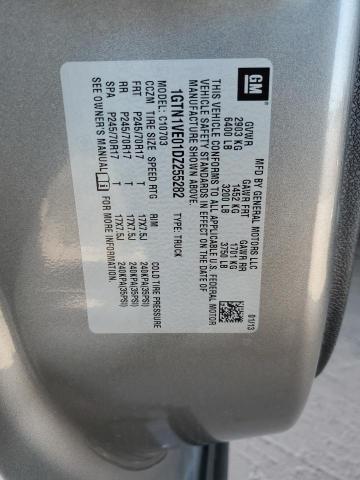 GM
MFD BY GENERAL MOTORS LLC
01/13
GVWR GAWR FRT GAWR RR
2903 KG 1452 KG 1701 KG
6400 LB 3200 LB 3750 LB
THIS VEHICLE CONFORMS TO ALL APPLICABLE U.S. FEDERAL MOTOR
VEHICLE SAFETY STANDARDS IN EFFECT ON THE DATE OF
MANUFACTURE SHOWN ABOVE.
1GTN1VE01DZ255282 TYPE: TRUCK
MODEL: C10703
CCZM TIRE SIZE SPEED RTG RIM COLD TIRE PRESSURE
FRT P245/70R17 T 17X7.5J 240KPA(35PSI)
RR P245/70R17 T 17X7.5J 240KPA(35PSI)
SPA P245/70R17 T 17X7.5J 240KPA(35PSI)
SEE OWNER'S MANUAL FOR MORE INFORMATION.